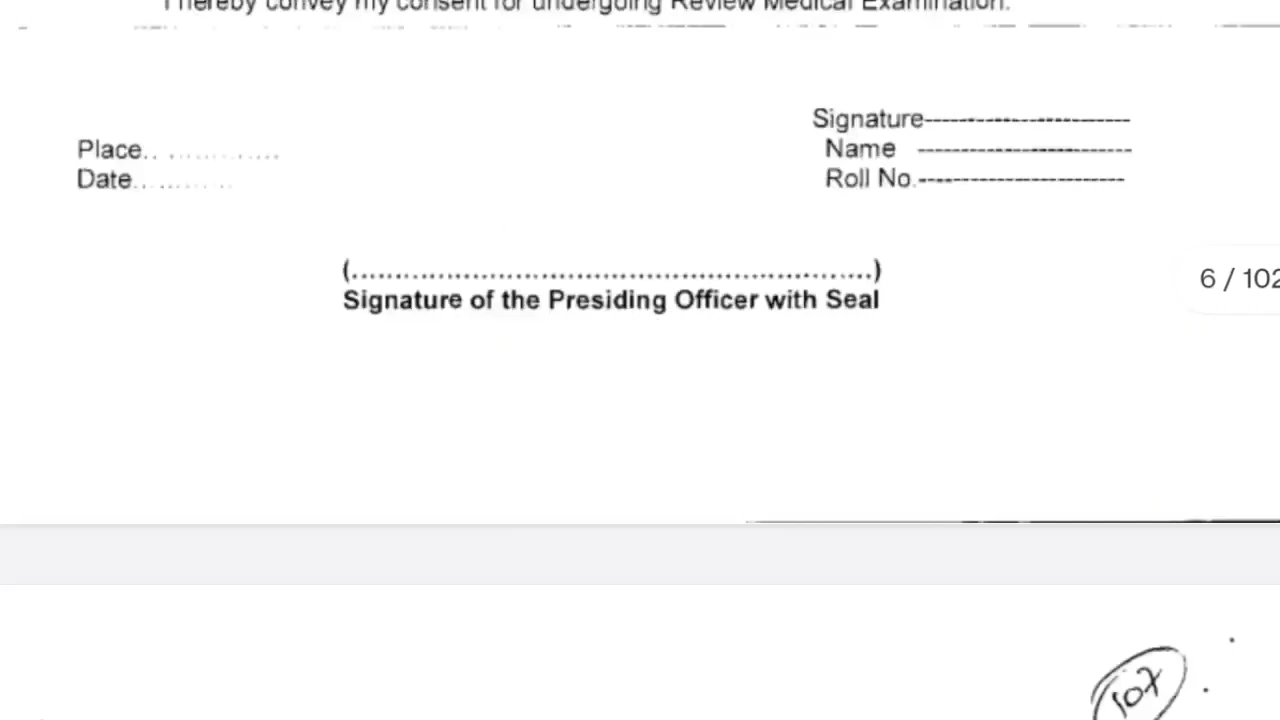 I hereby convey my consent for undergoing Review Medical Examination.
Signature-----------------------------
Place.. .............
Name -----------------------------
Date............
Roll No.----------------------------
(............................................................)
Signature of the Presiding Officer with Seal
6 / 102
107